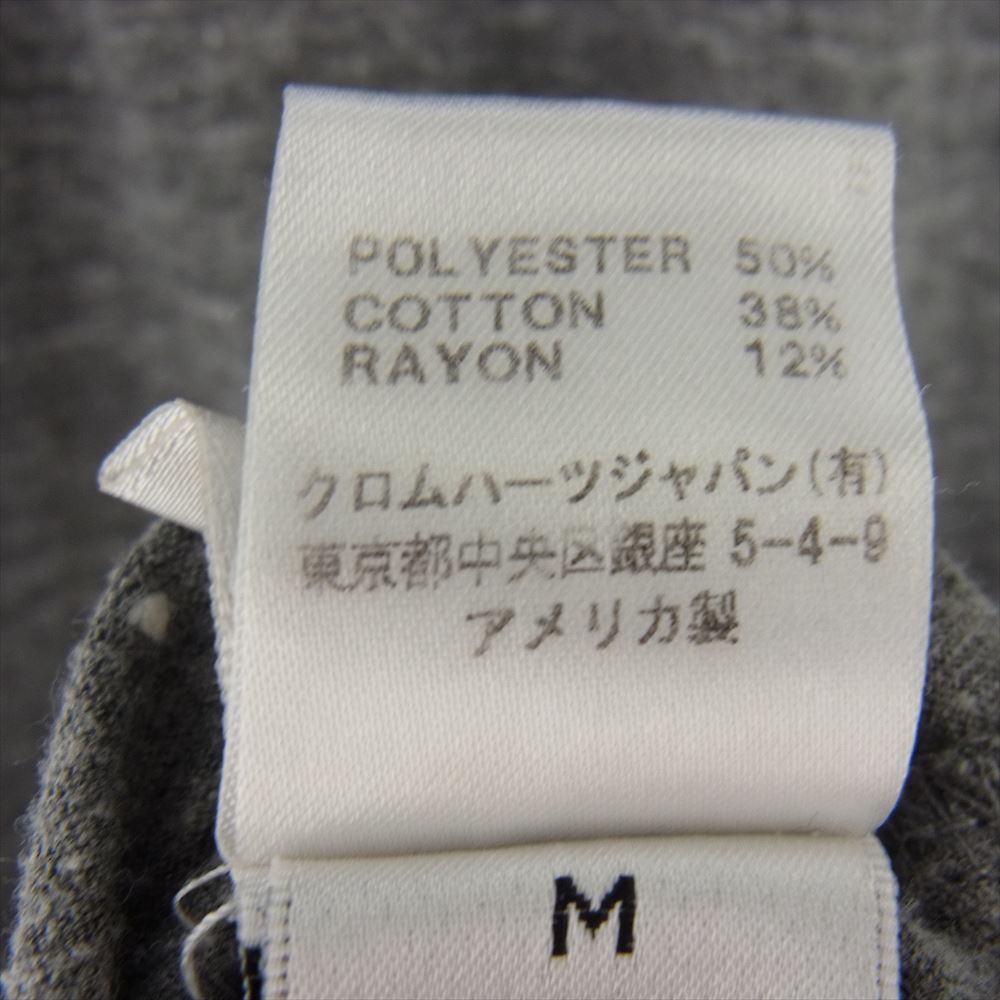 POLYESTER 50%
COTTON 38%
RAYON 12%
クロムハーツジャパン(有)
東京都中央区銀座 5-4-9
アメリカ製
M